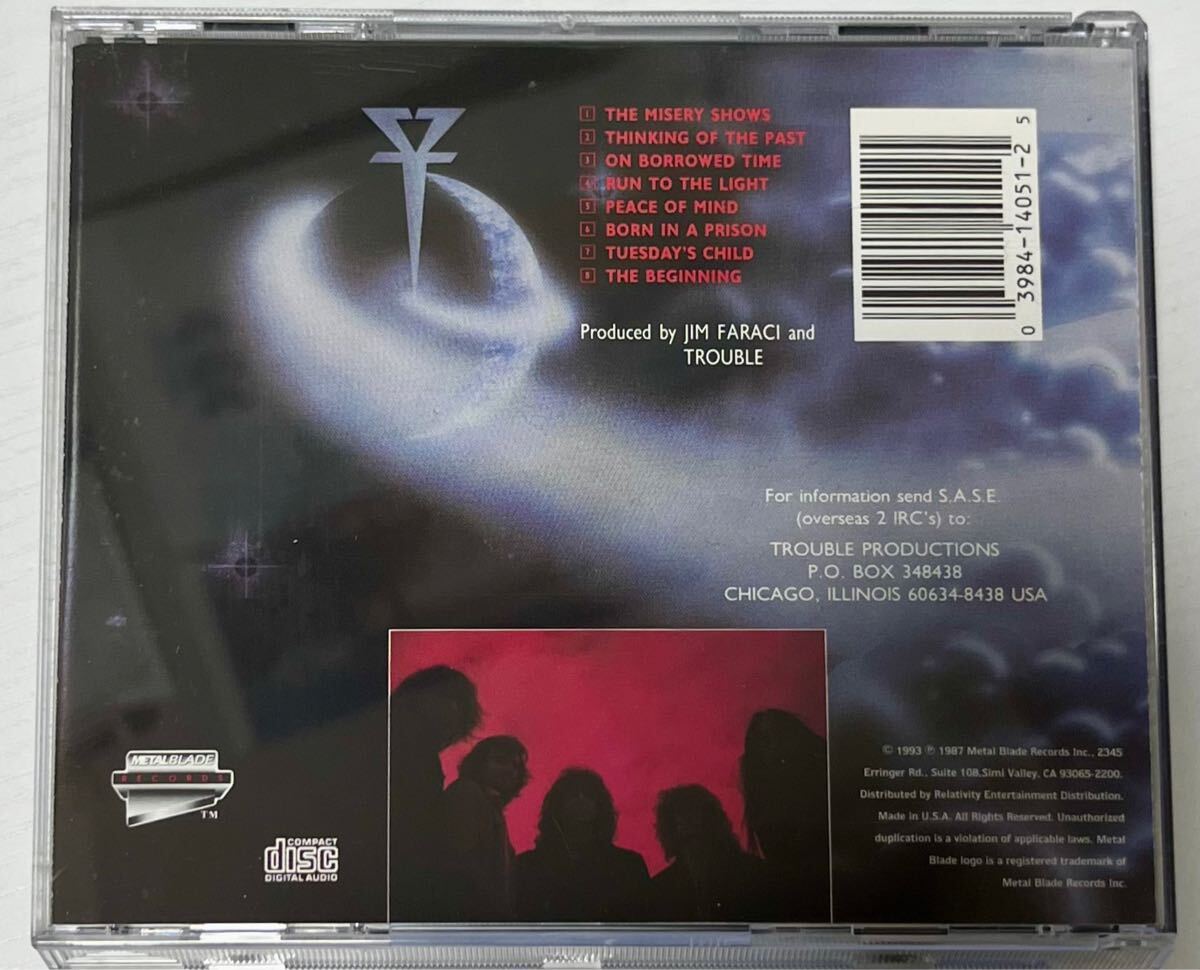 1 THE MISERY SHOWS
2 THINKING OF THE PAST
3 ON BORROWED TIME
4 RUN TO THE LIGHT
5 PEACE OF MIND
6 BORN IN A PRISON
7 TUESDAY'S CHILD
8 THE BEGINNING
Produced by JIM FARACI and
TROUBLE
0 3984-14051-2 5
For information send S.A.S.E.
(overseas 2 IRC's) to:
TROUBLE PRODUCTIONS
P.O. BOX 348438
CHICAGO, ILLINOIS 60634-8438 USA
METAL BLADE
RECORDS
TM
COMPACT
disc
DIGITAL AUDIO
© 1993 ℗ 1987 Metal Blade Records Inc., 2345
Erringer Rd., Suite 108, Simi Valley, CA 93065-2200.
Distributed by Relativity Entertainment Distribution.
Made in U.S.A. All Rights Reserved. Unauthorized
duplication is a violation of applicable laws. Metal
Blade logo is a registered trademark of
Metal Blade Records Inc.